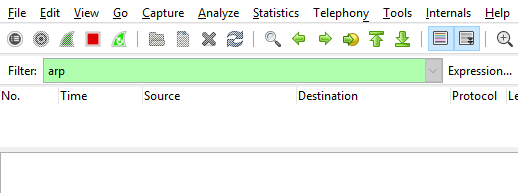 File Edit View Go Capture Analyze Statistics Telephony Tools Internals Help
Filter: arp Expression...
No. Time Source Destination Protocol Le